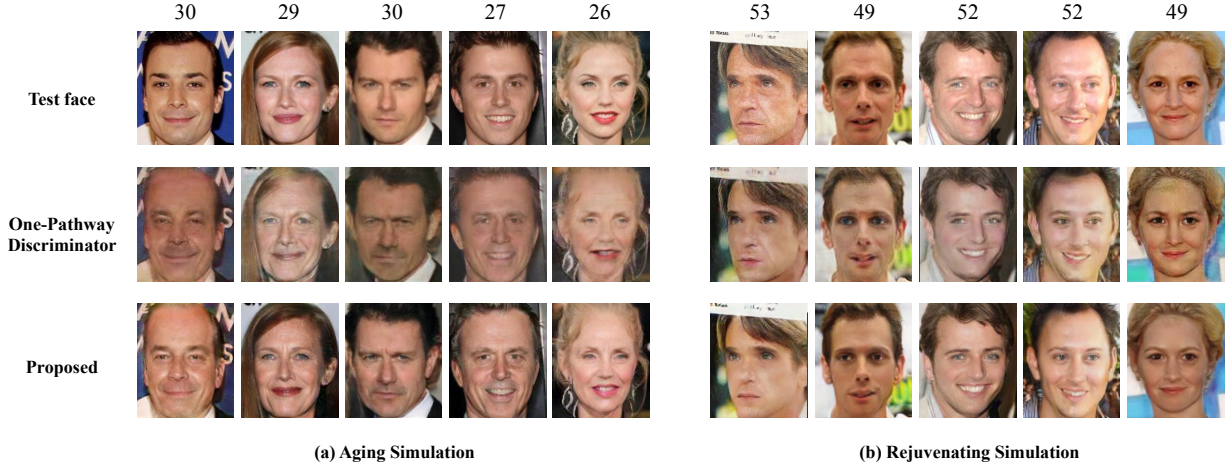 30 29 30 27 26 53 49 52 52 49
Test face
One-Pathway
Discriminator
Proposed
(a) Aging Simulation (b) Rejuvenating Simulation